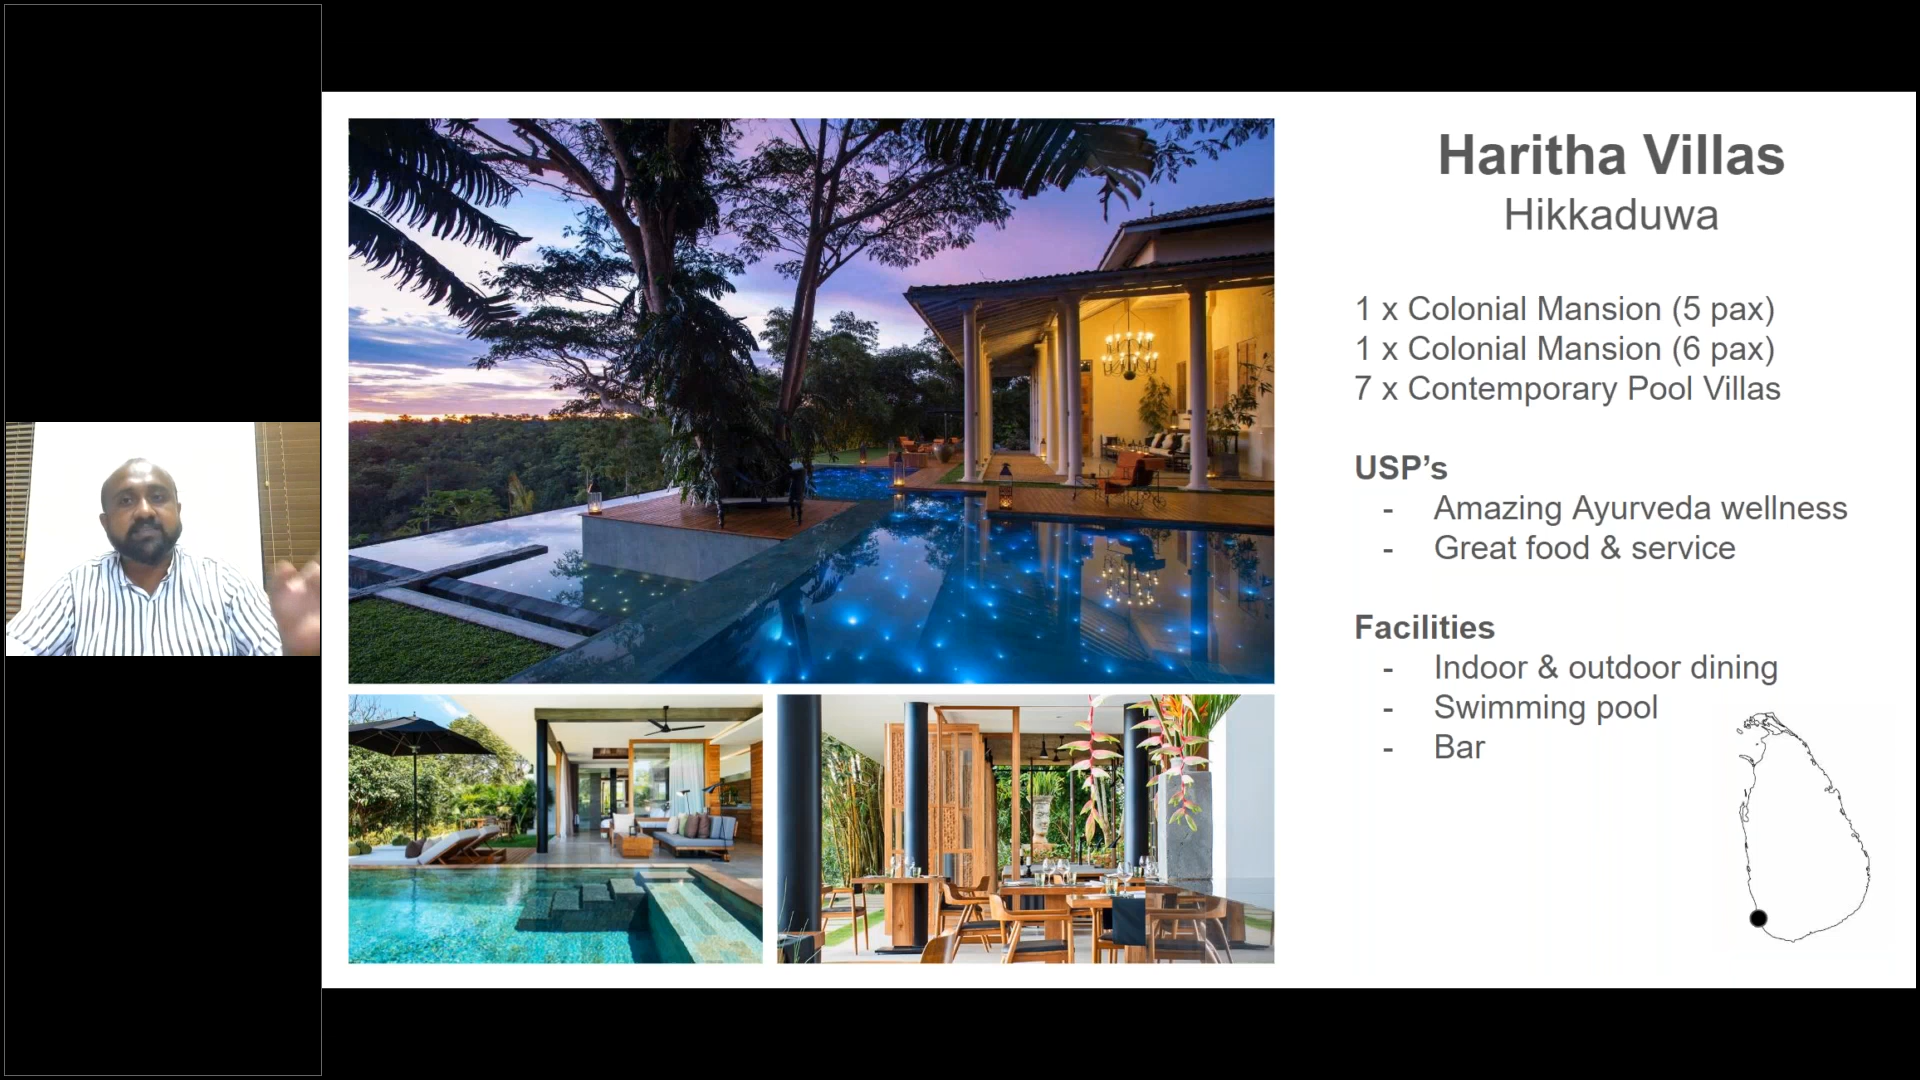 Haritha Villas
Hikkaduwa
1 x Colonial Mansion (5 pax)
1 x Colonial Mansion (6 pax)
7 x Contemporary Pool Villas
USP’s
- Amazing Ayurveda wellness
- Great food & service
Facilities
- Indoor & outdoor dining
- Swimming pool
- Bar